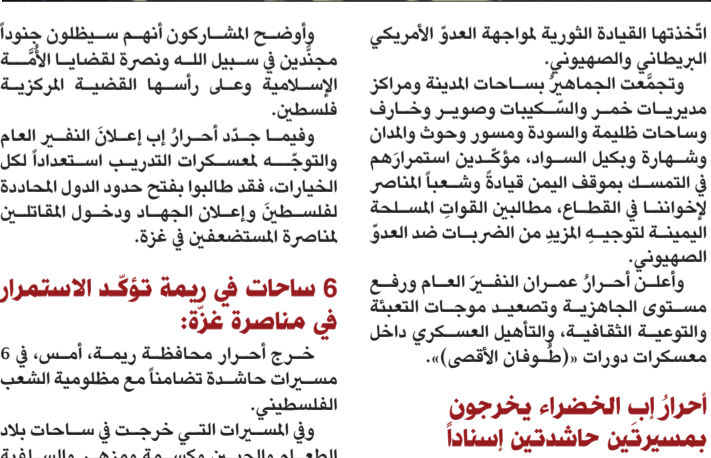 اتّخذتها القيادة الثورية لمواجهة العدوّ الأمريكي
البريطاني والصهيوني.
وتجمَّعت الجماهيرُ بساحات المدينة ومراكز
مديريات خمر والسّكيبات وصوير وخارف
وساحات ظليمة والسودة ومسور وحوث والمدان
وشهارة وبكيل السواد، مؤكّدين استمرارَهم
في التمسك بموقف اليمن قيادةً وشعباً المناصر
لإخواننا في القطاع، مطالبين القواتِ المسلحة
اليمنية لتوجيهِ المزيدِ من الضربات ضد العدوّ
الصهيوني.
وأعلن أحرارُ عمران النفيرَ العام ورفع
مستوى الجاهزية وتصعيد موجات التعبئة
والتوعية الثقافية، والتأهيل العسكري داخل
معسكرات دورات «(طُوفان الأقصى)».
أحرارُ إب الخضراء يخرجون
بمسيرتَين حاشدتين إسناداً
وأوضح المشاركون أنهم سيظلون جنوداً
مجنَّدين في سبيل الله ونصرة لقضايا الأُمَّة
الإسلامية وعلى رأسها القضية المركزية
فلسطين.
وفيما جدّد أحرارُ إب إعلانَ النفير العام
والتوجّه لمعسكرات التدريب استعداداً لكل
الخيارات، فقد طالبوا بفتح حدود الدول المحاددة
لفلسطينَ وإعلان الجهاد ودخول المقاتلين
لمناصرة المستضعفين في غزة.
6 ساحات في ريمة تؤكّد الاستمرار
في مناصرة غزّة:
خرج أحرار محافظة ريمة، أمس، في 6
مسيرات حاشدة تضامناً مع مظلومية الشعب
الفلسطيني.
وفي المسيرات التي خرجت في ساحات بلاد
الطعام والجبين وكسمة ومزهر والسلفية